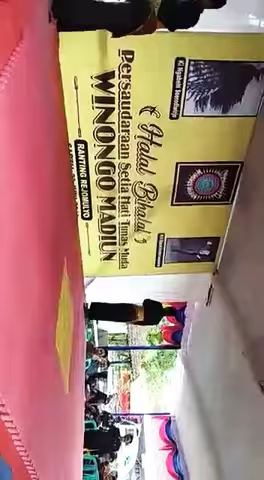 Ki Ngabehi Soerodiwirjo
Halal Bihalal
Persaudaraan Setia Hati Tunas Muda
WINONGO MADIUN
RANTING REJOMULYO